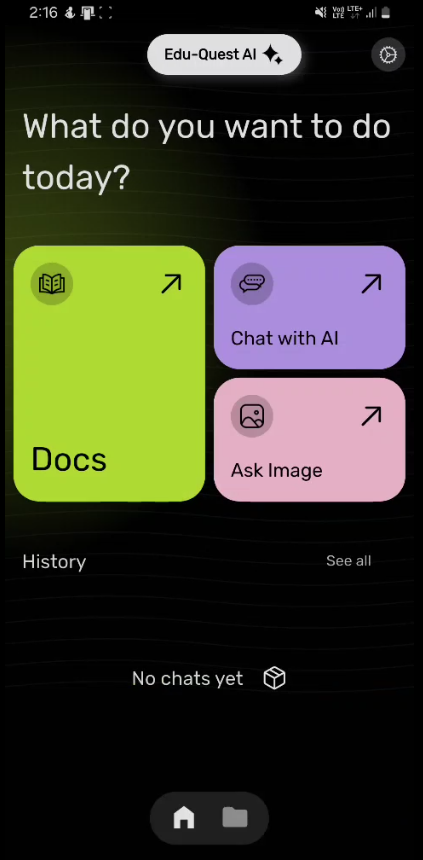 2:16
Vo)) LTE+
LTE
Edu-Quest AI
What do you want to do
today?
Docs
Chat with AI
Ask Image
History
See all
No chats yet